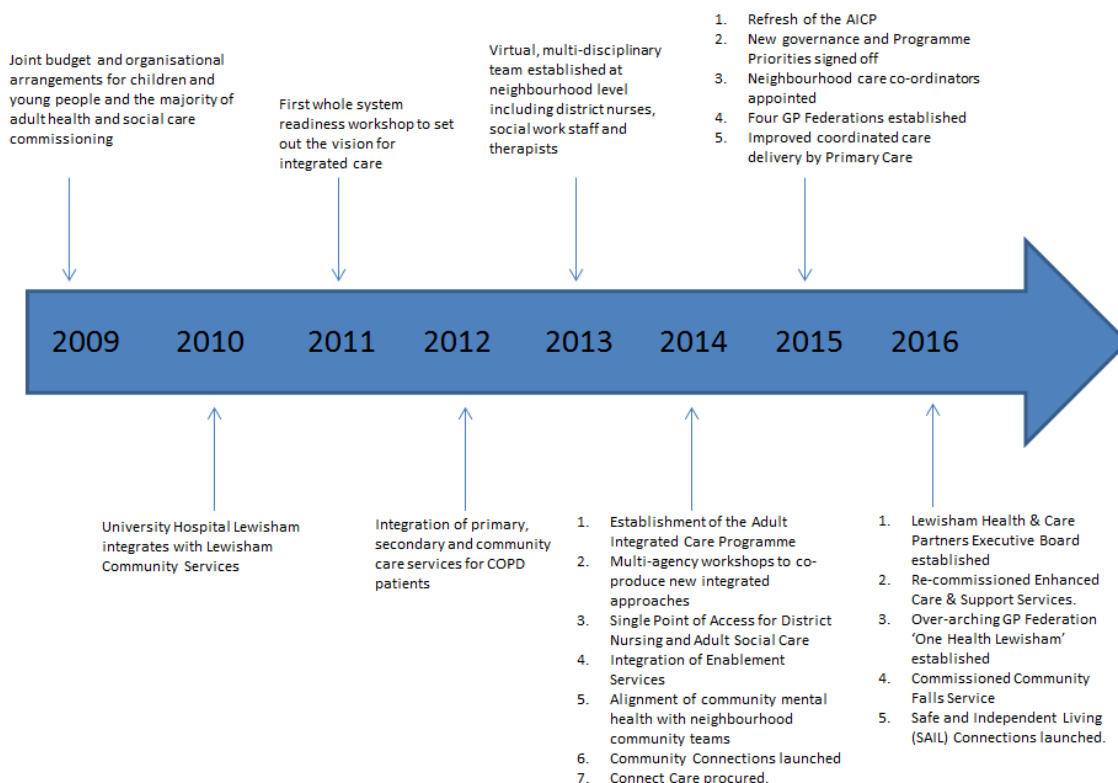 Joint budget and organisational
arrangements for children and
young people and the majority of
adult health and social care
commissioning
First whole system
readiness workshop to set
out the vision for
integrated care
Virtual, multi-disciplinary
team established at
neighbourhood level
including district nurses,
social work staff and
therapists
1. Refresh of the AICP
2. New governance and Programme
Priorities signed off
3. Neighbourhood care co-ordinators
appointed
4. Four GP Federations established
5. Improved coordinated care
delivery by Primary Care
2009 2010 2011 2012 2013 2014 2015 2016
University Hospital Lewisham
integrates with Lewisham
Community Services
Integration of primary,
secondary and community
care services for COPD
patients
1. Establishment of the Adult
Integrated Care Programme
2. Multi-agency workshops to co-
produce new integrated
approaches
3. Single Point of Access for District
Nursing and Adult Social Care
4. Integration of Enablement
Services
5. Alignment of community mental
health with neighbourhood
community teams
6. Community Connections launched
7. Connect Care procured.
1. Lewisham Health & Care
Partners Executive Board
established
2. Re-commissioned Enhanced
Care & Support Services.
3. Over-arching GP Federation
'One Health Lewisham'
established
4. Commissioned Community
Falls Service
5. Safe and Independent Living
(SAIL) Connections launched.